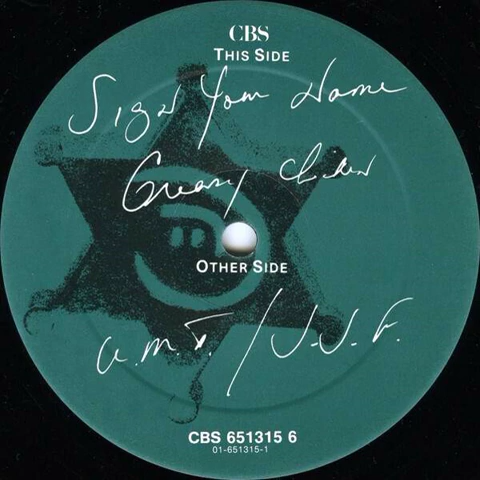 CBS
THIS SIDE
Sign Your Name
Greasy Chicken
OTHER SIDE
CBS 651315 6
01-651315-1